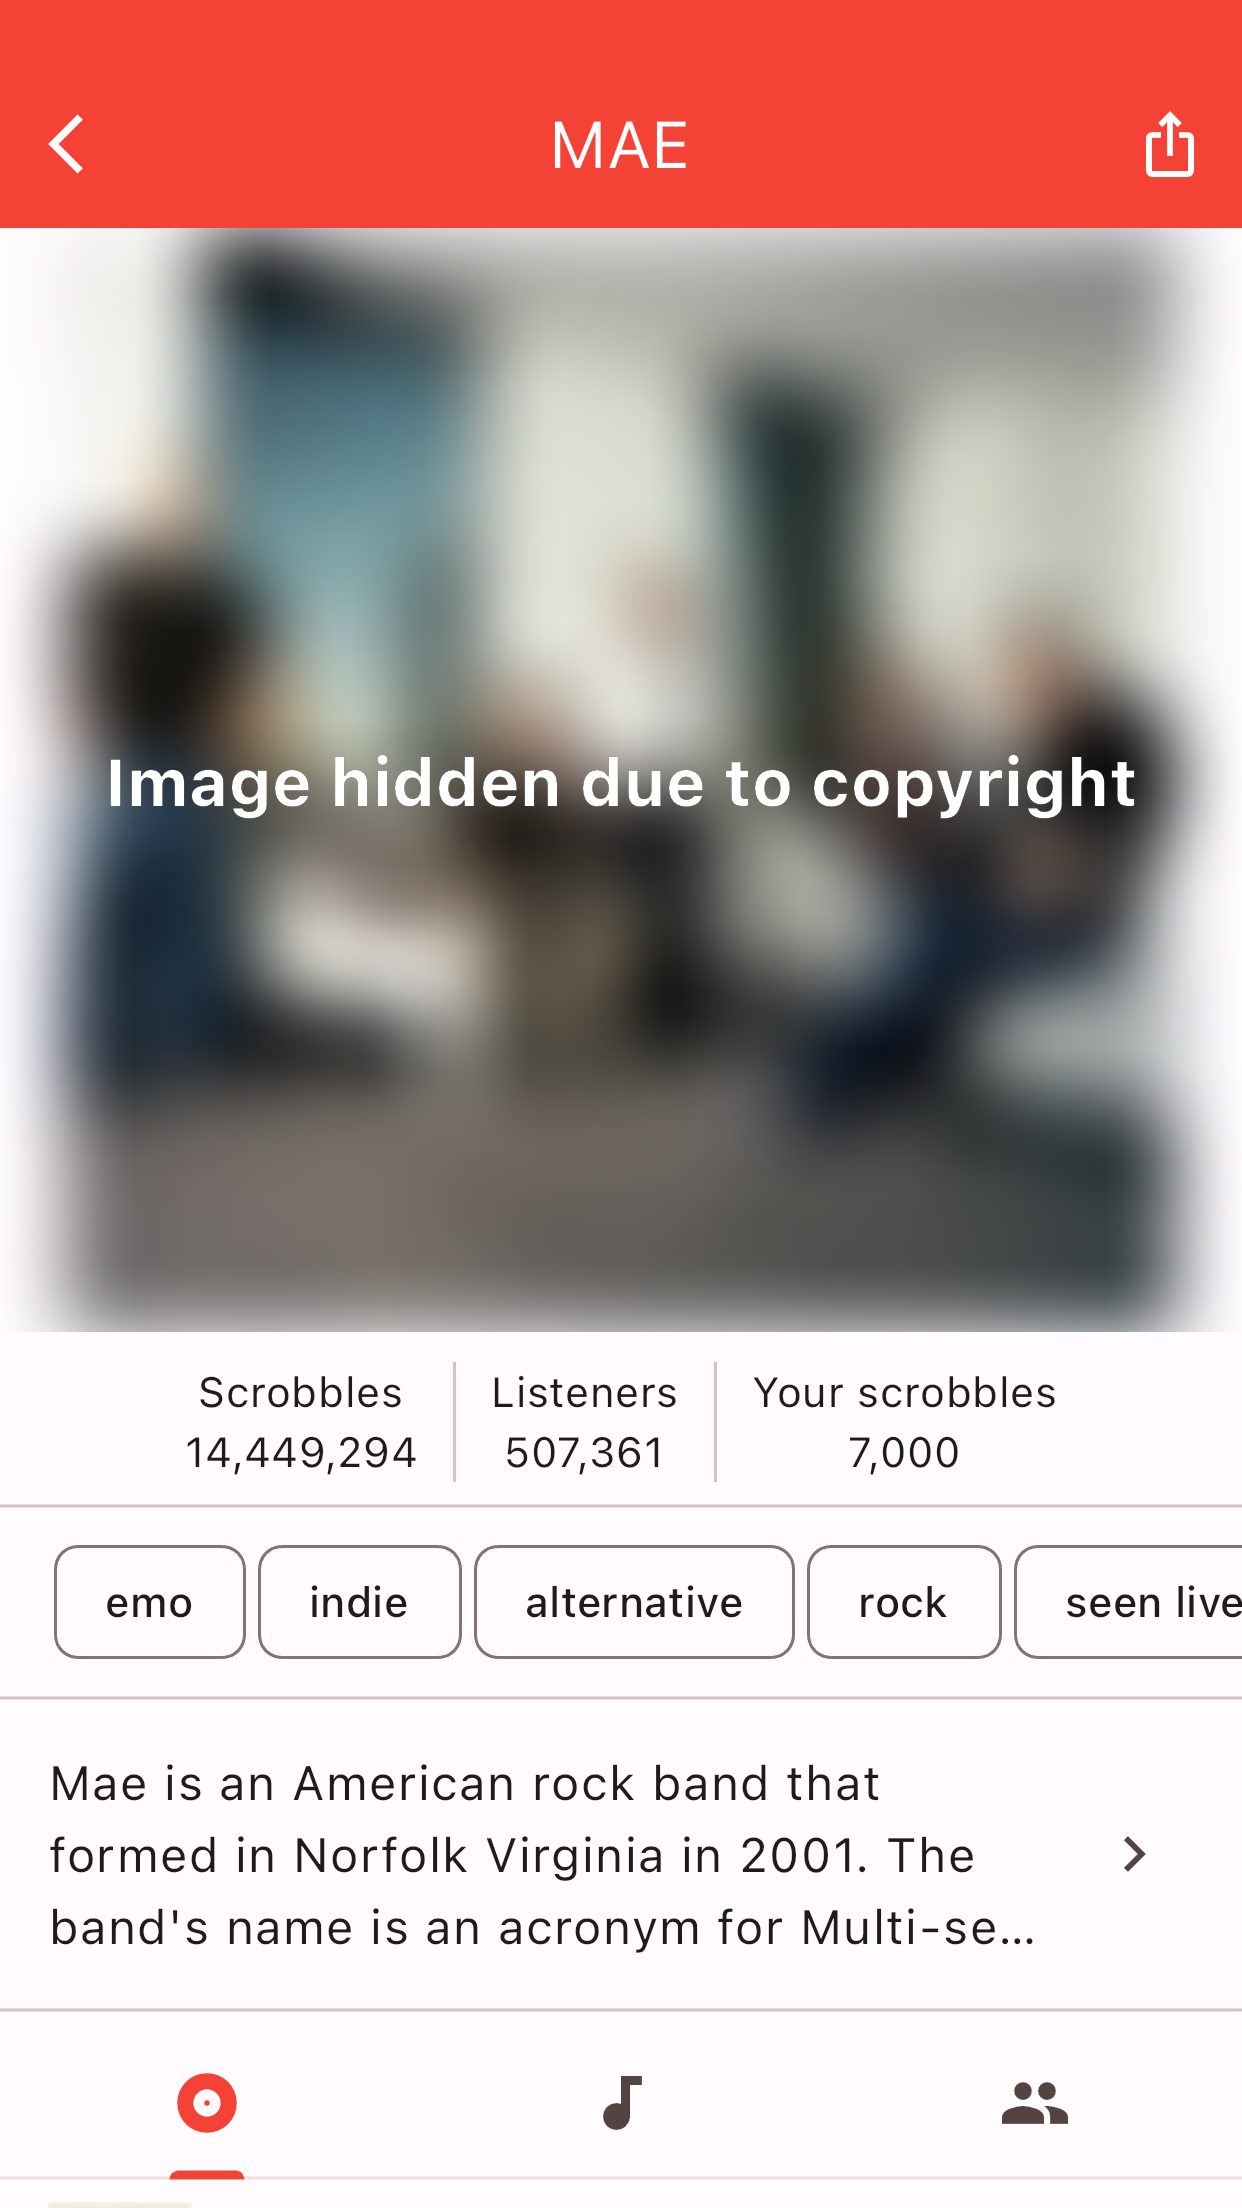 MAE
Image hidden due to copyright
Scrobbles
14,449,294
Listeners
507,361
Your scrobbles
7,000
emo
indie
alternative
rock
seen live
Mae is an American rock band that
formed in Norfolk Virginia in 2001. The
band's name is an acronym for Multi-se...